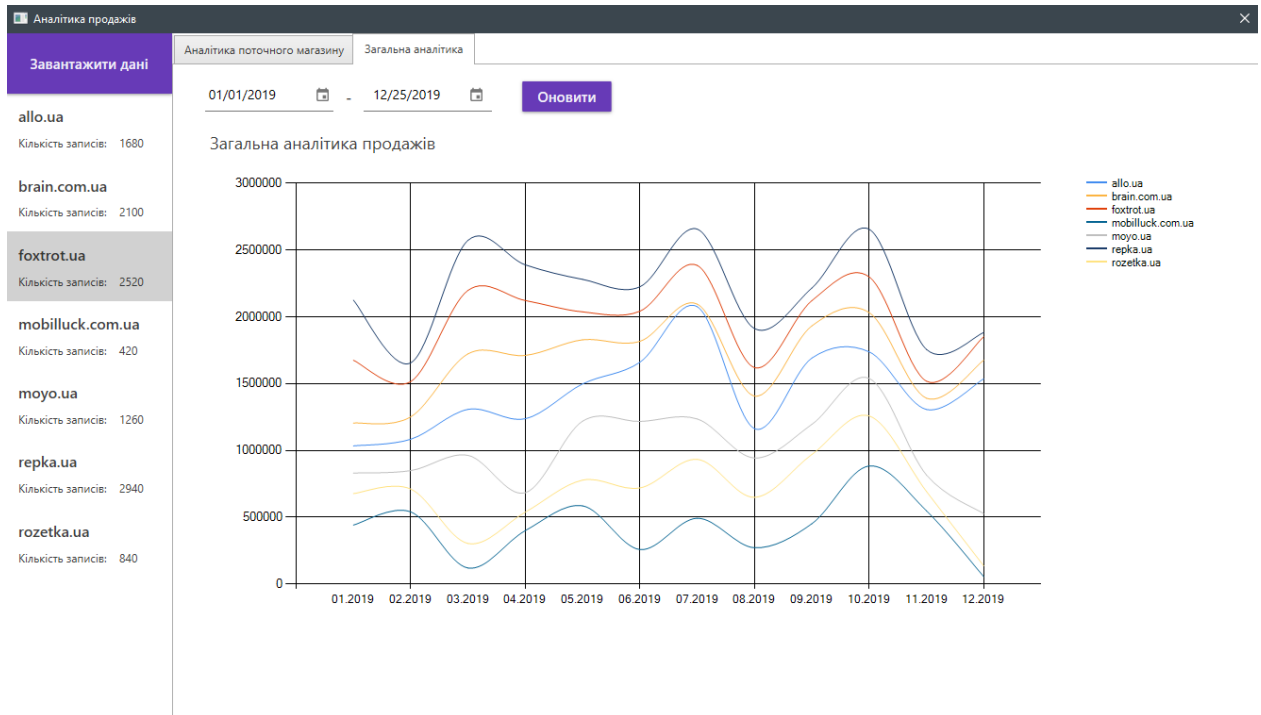 Аналітика продажів
Завантажити дані
allo.ua
Кількість записів: 1680
brain.com.ua
Кількість записів: 2100
foxtrot.ua
Кількість записів: 2520
mobilluck.com.ua
Кількість записів: 420
moyo.ua
Кількість записів: 1260
repka.ua
Кількість записів: 2940
rozetka.ua
Кількість записів: 840
Аналітика поточного магазину
Загальна аналітика
01/01/2019 - 12/25/2019
Оновити
Загальна аналітика продажів
3000000
2500000
2000000
1500000
1000000
500000
0
01.2019 02.2019 03.2019 04.2019 05.2019 06.2019 07.2019 08.2019 09.2019 10.2019 11.2019 12.2019
allo.ua
brain.com.ua
foxtrot.ua
mobilluck.com.ua
moyo.ua
repka.ua
rozetka.ua